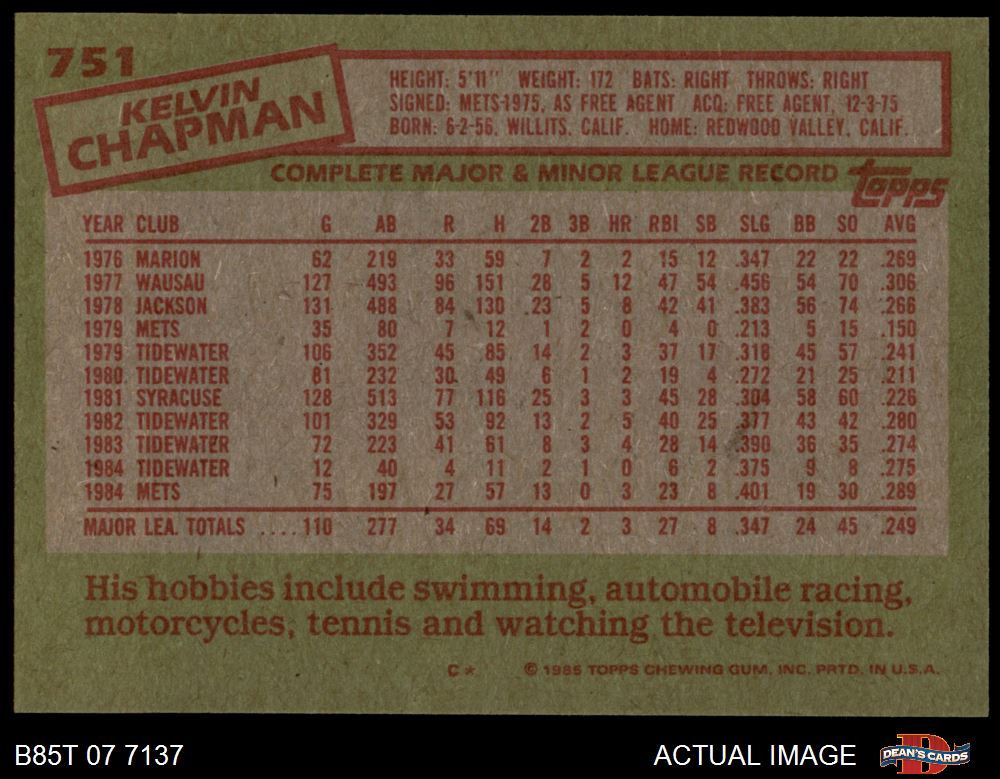 751
KELVIN
CHAPMAN
HEIGHT: 5'11" WEIGHT: 172 BATS: RIGHT THROWS: RIGHT
SIGNED: METS-1975, AS FREE AGENT ACQ: FREE AGENT, 12-3-75
BORN: 6-2-56, WILLITS, CALIF. HOME: REDWOOD VALLEY, CALIF.
COMPLETE MAJOR & MINOR LEAGUE RECORD topps
YEAR CLUB G AB R H 2B 3B HR RBI SB SLG BB SO AVG
1976 MARION 62 219 33 59 7 2 2 15 12 .347 22 22 .269
1977 WAUSAU 127 493 96 151 28 5 12 47 54 .456 54 70 .306
1978 JACKSON 131 488 84 130 23 5 8 42 41 .383 56 74 .266
1979 METS 35 80 7 12 1 2 0 4 0 .213 5 15 .150
1979 TIDEWATER 106 352 45 85 14 2 3 37 17 .318 45 57 .241
1980 TIDEWATER 81 232 30 49 6 1 2 19 4 .272 21 25 .211
1981 SYRACUSE 128 513 77 116 25 3 3 45 28 .304 58 60 .226
1982 TIDEWATER 101 329 53 92 13 2 5 40 25 .377 43 42 .280
1983 TIDEWATER 72 223 41 61 8 3 4 28 14 .390 36 35 .274
1984 TIDEWATER 12 40 4 11 2 1 0 6 2 .375 9 8 .275
1984 METS 75 197 27 57 13 0 3 23 8 .401 19 30 .289
MAJOR LEA. TOTALS .... 110 277 34 69 14 2 3 27 8 .347 24 45 .249
His hobbies include swimming, automobile racing,
motorcycles, tennis and watching the television.
C* © 1985 TOPPS CHEWING GUM, INC. PRTD. IN U.S.A.
B85T 07 7137 ACTUAL IMAGE DEAN'S CARDS